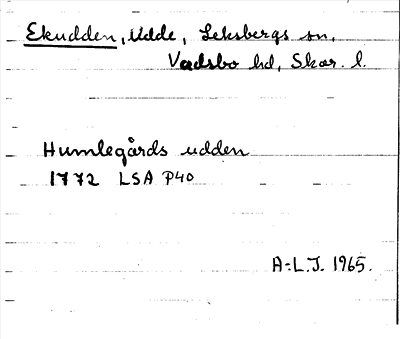 Ekudden, Udde, Leksbergs sn,
Vadsbo hd, Skar. l.
Humlegårds udden
1772 LSA P40
A-L.J. 1965.